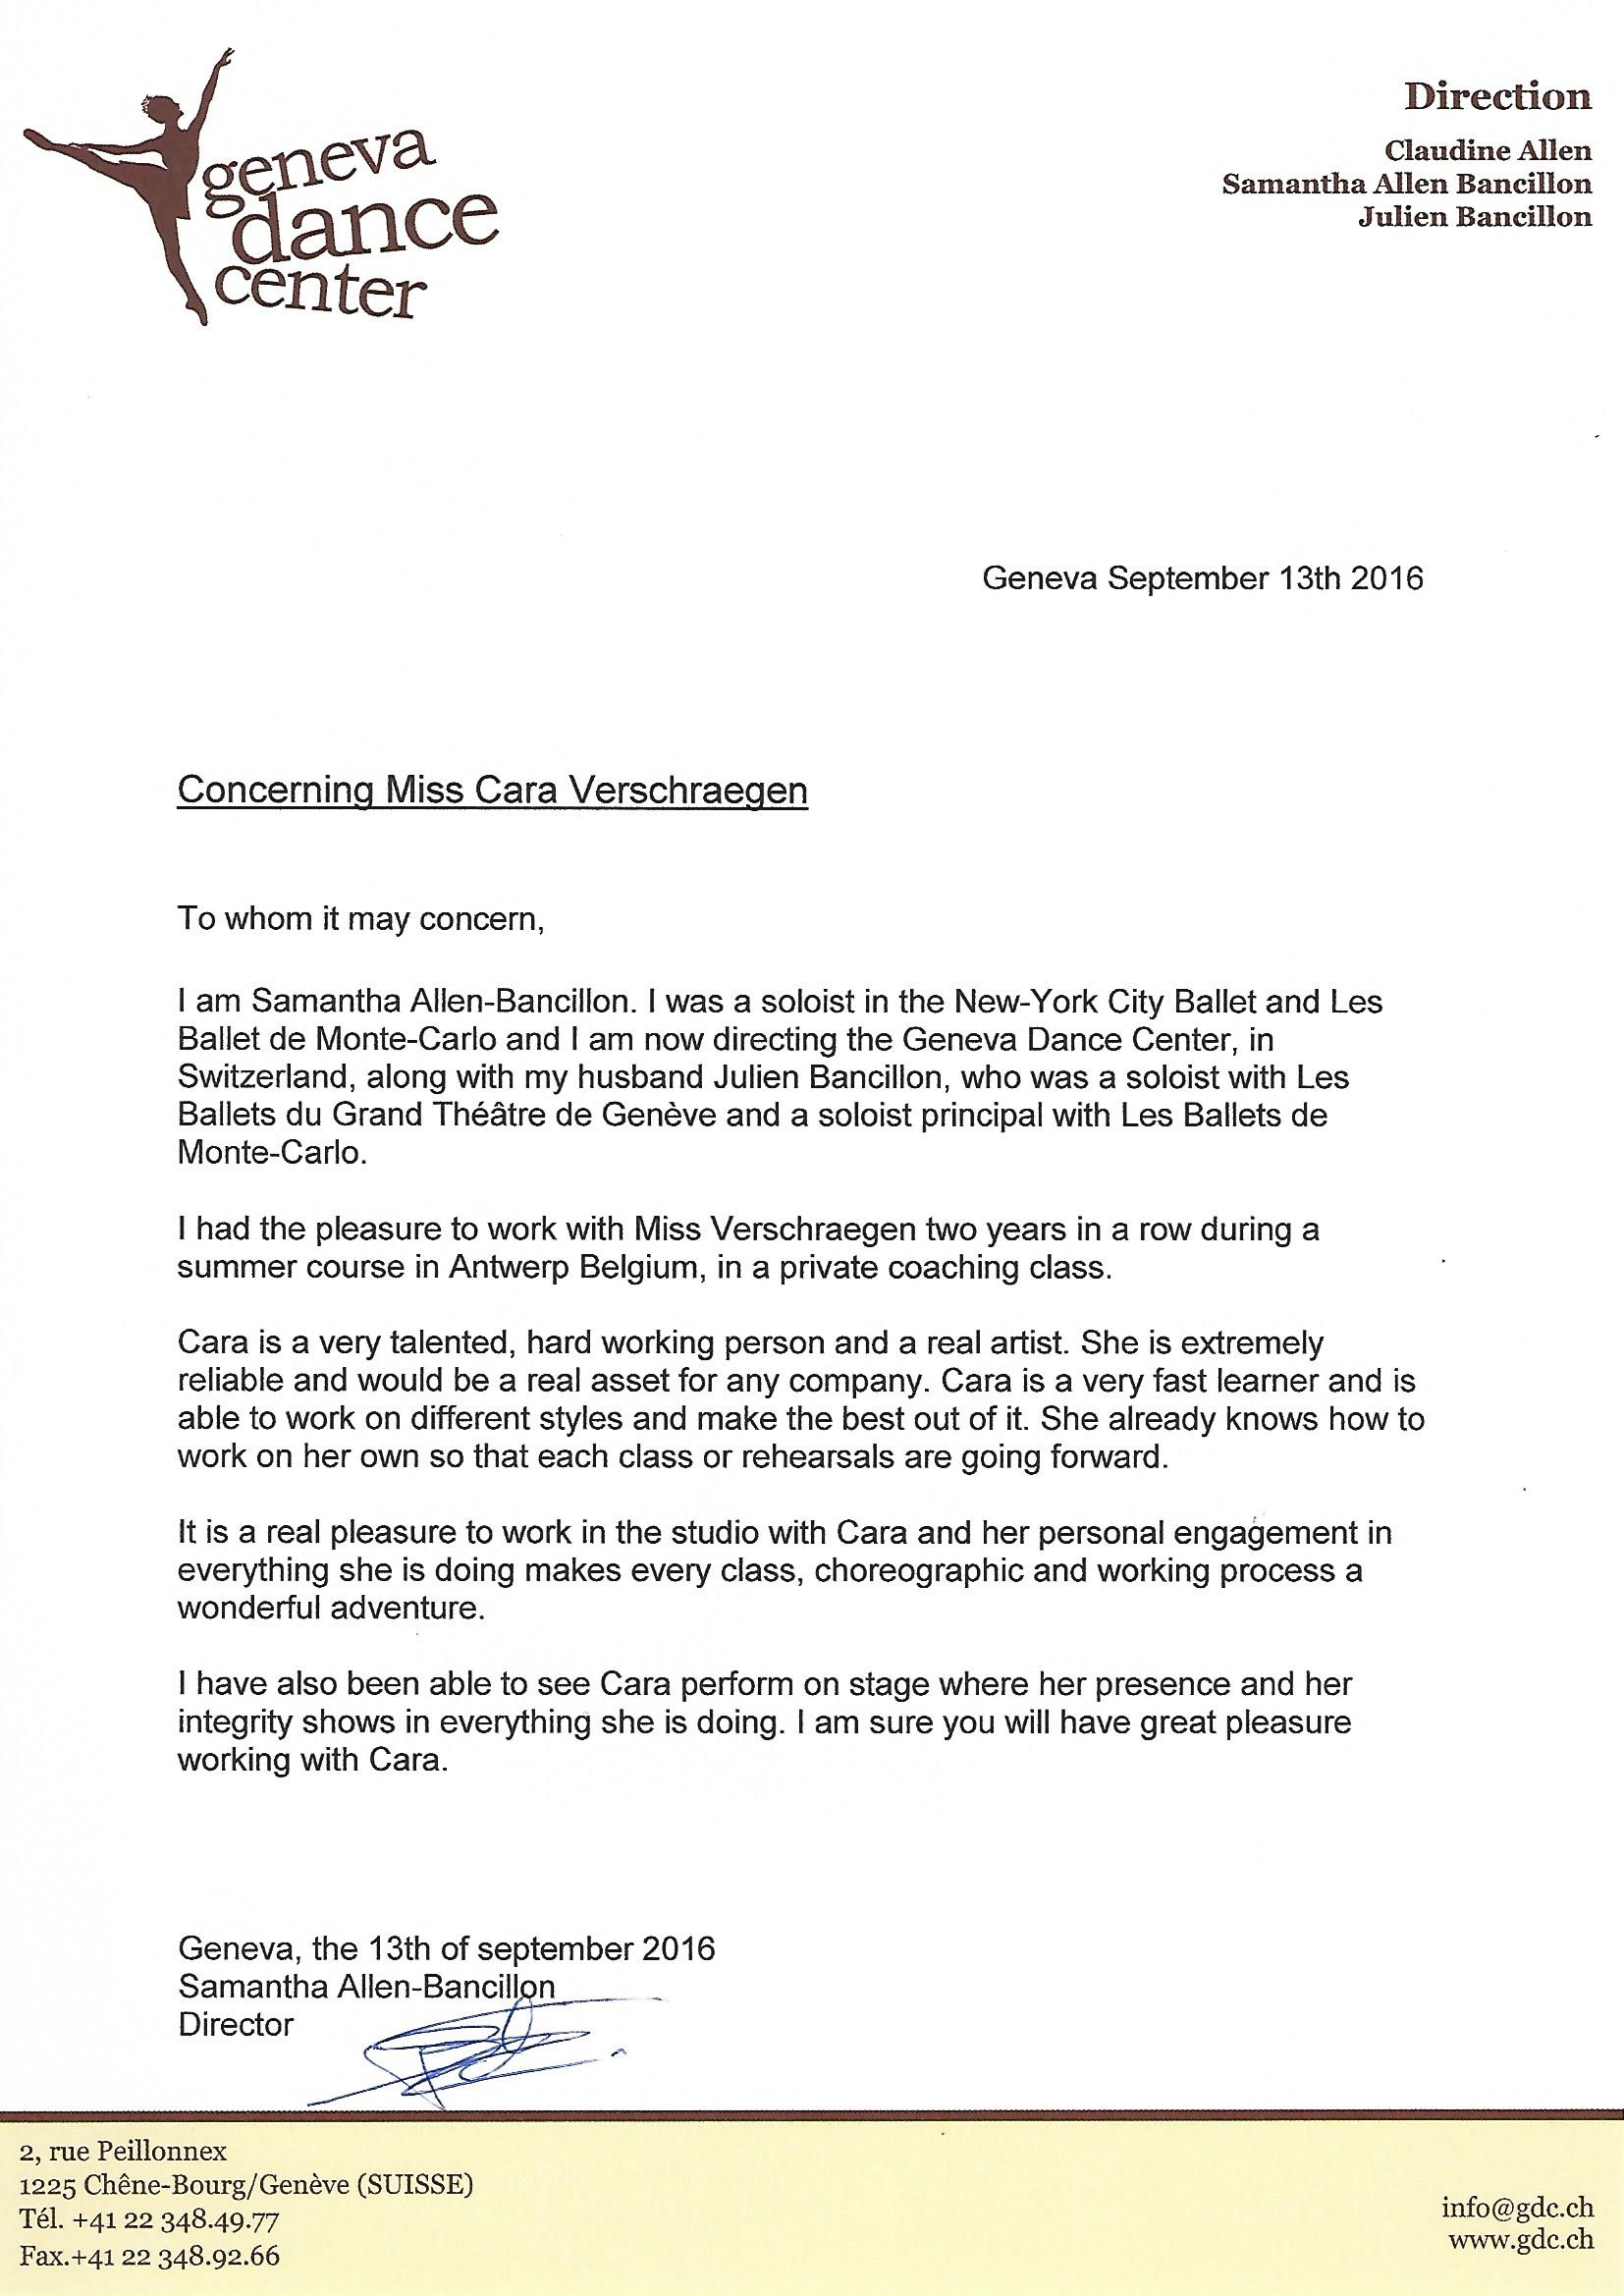 geneva
dance
center
Direction
Claudine Allen
Samantha Allen Bancillon
Julien Bancillon
Geneva September 13th 2016
Concerning Miss Cara Verschraegen
To whom it may concern,
I am Samantha Allen-Bancillon. I was a soloist in the New-York City Ballet and Les
Ballet de Monte-Carlo and I am now directing the Geneva Dance Center, in
Switzerland, along with my husband Julien Bancillon, who was a soloist with Les
Ballets du Grand Théâtre de Genève and a soloist principal with Les Ballets de
Monte-Carlo.
I had the pleasure to work with Miss Verschraegen two years in a row during a
summer course in Antwerp Belgium, in a private coaching class.
Cara is a very talented, hard working person and a real artist. She is extremely
reliable and would be a real asset for any company. Cara is a very fast learner and is
able to work on different styles and make the best out of it. She already knows how to
work on her own so that each class or rehearsals are going forward.
It is a real pleasure to work in the studio with Cara and her personal engagement in
everything she is doing makes every class, choreographic and working process a
wonderful adventure.
I have also been able to see Cara perform on stage where her presence and her
integrity shows in everything she is doing. I am sure you will have great pleasure
working with Cara.
Geneva, the 13th of september 2016
Samantha Allen-Bancillon
Director
2, rue Peillonnex
1225 Chêne-Bourg/Genève (SUISSE)
Tél. +41 22 348.49.77
Fax.+41 22 348.92.66
info@gdc.ch
www.gdc.ch